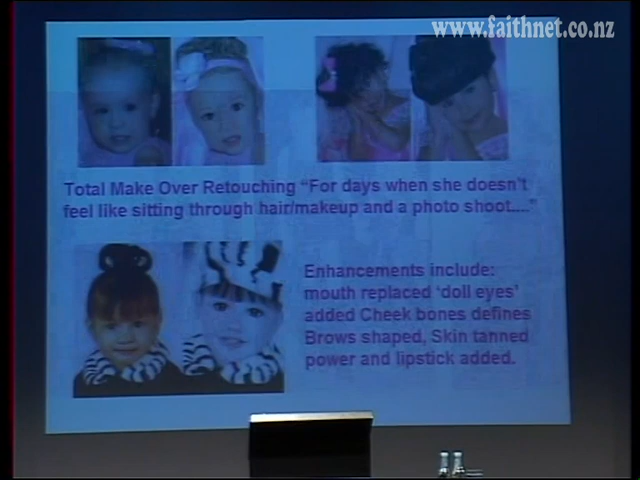 www.faithnet.co.nz
Total Make Over Retouching “For days when she doesn't
feel like sitting through hair/makeup and a photo shoot....”
Enhancements include:
mouth replaced ‘doll eyes’
added Cheek bones defines
Brows shaped, Skin tanned
power and lipstick added.